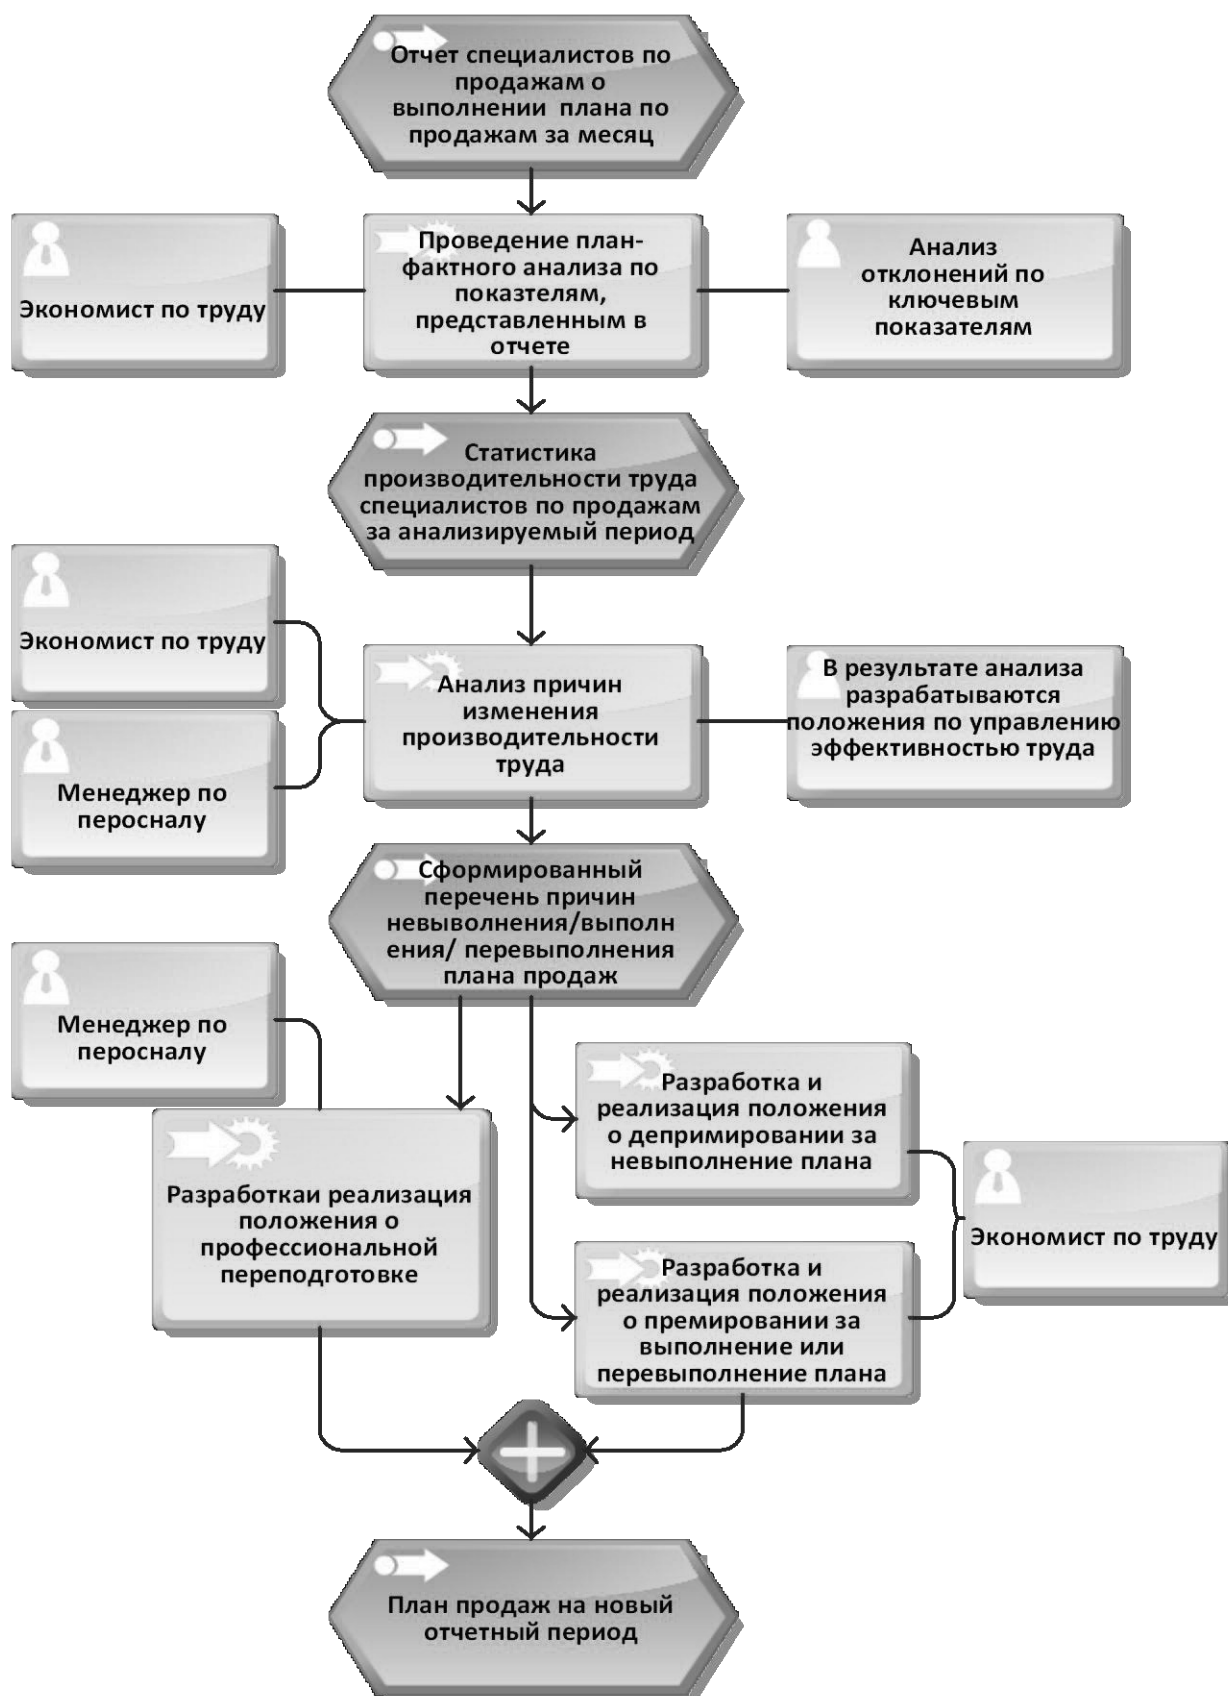 Отчет специалистов по
продажам о
выполнении плана по
продажам за месяц
Экономист по труду
Проведение план-
фактного анализа по
показтелям,
представленным в
отчете
Анализ
отклонений по
ключевым
показателям
Статистика
производительности труда
специалистов по продажам
за анализируемый период
Экономист по труду
Менеджер по
перосналу
Анализ причин
изменения
производительности
труда
В результате анализа
разрабатываются
положения по управлению
эффективностью труда
Сформированный
перечень причин
невыволнения/выполн
ения/ перевыполнения
плана продаж
Менеджер по
перосналу
Разработкаи реализация
положения о
профессиональной
переподготовке
Разработка и
реализация положения
о депримировании за
невыполнение плана
Разработка и
реализация положения
о премировании за
выполнение или
перевыполнение плана
Экономист по труду
План продаж на новый
отчетный период